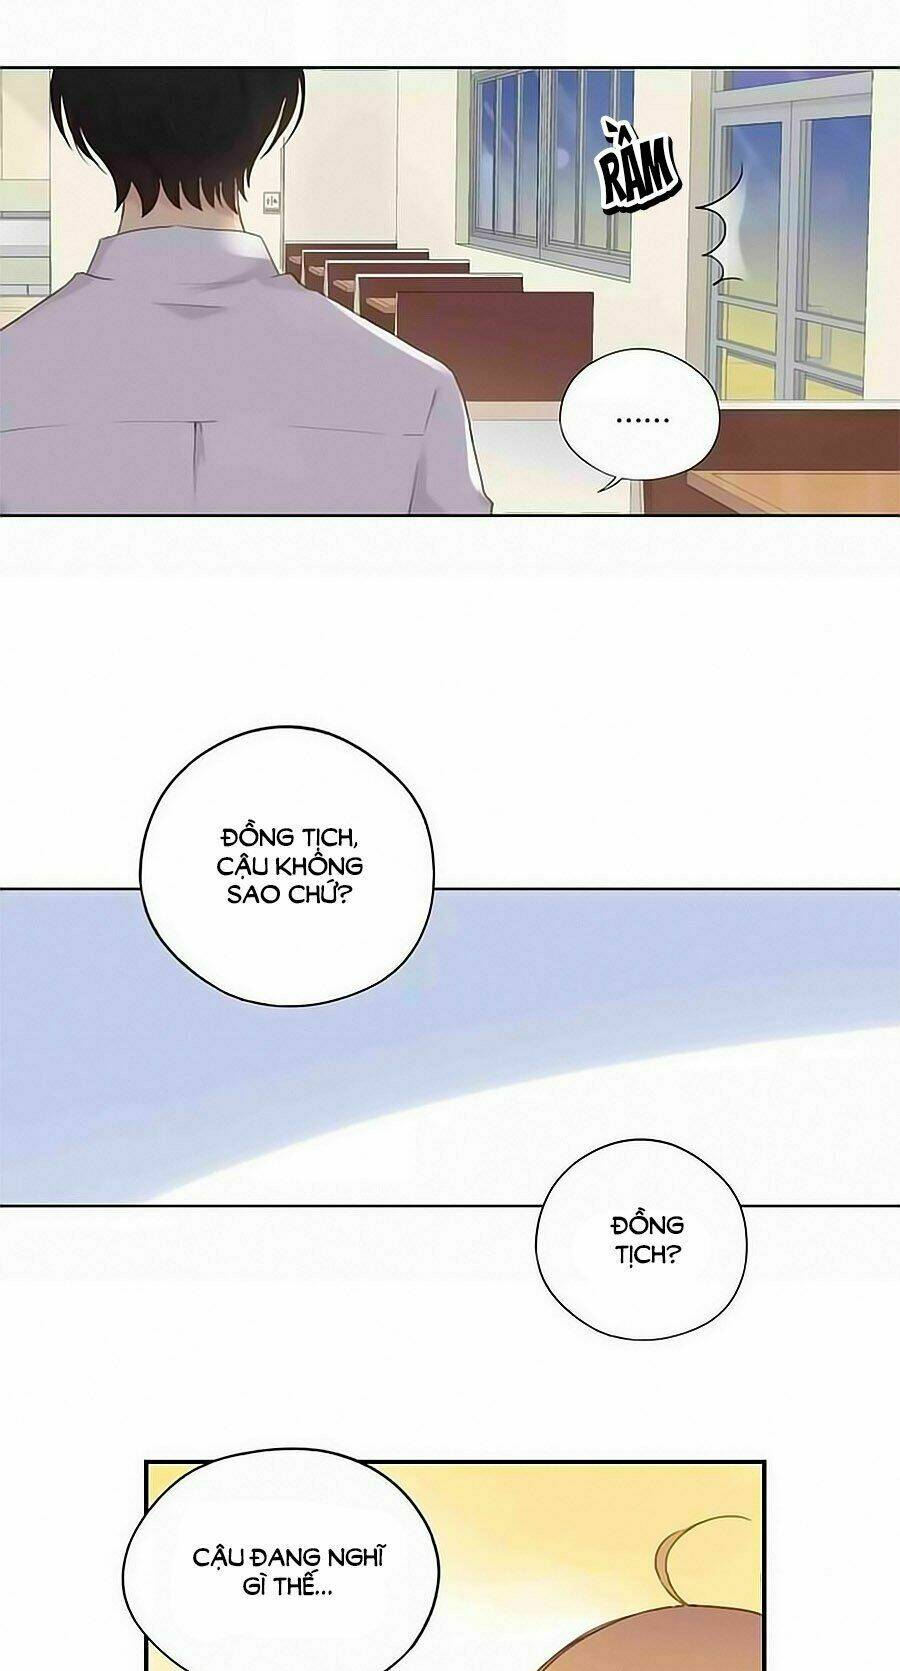 RẦM
......
ĐỒNG TỊCH,
CẬU KHÔNG
SAO CHỨ?
ĐỒNG
TỊCH?
CẬU ĐANG NGHĨ
GÌ THẾ...